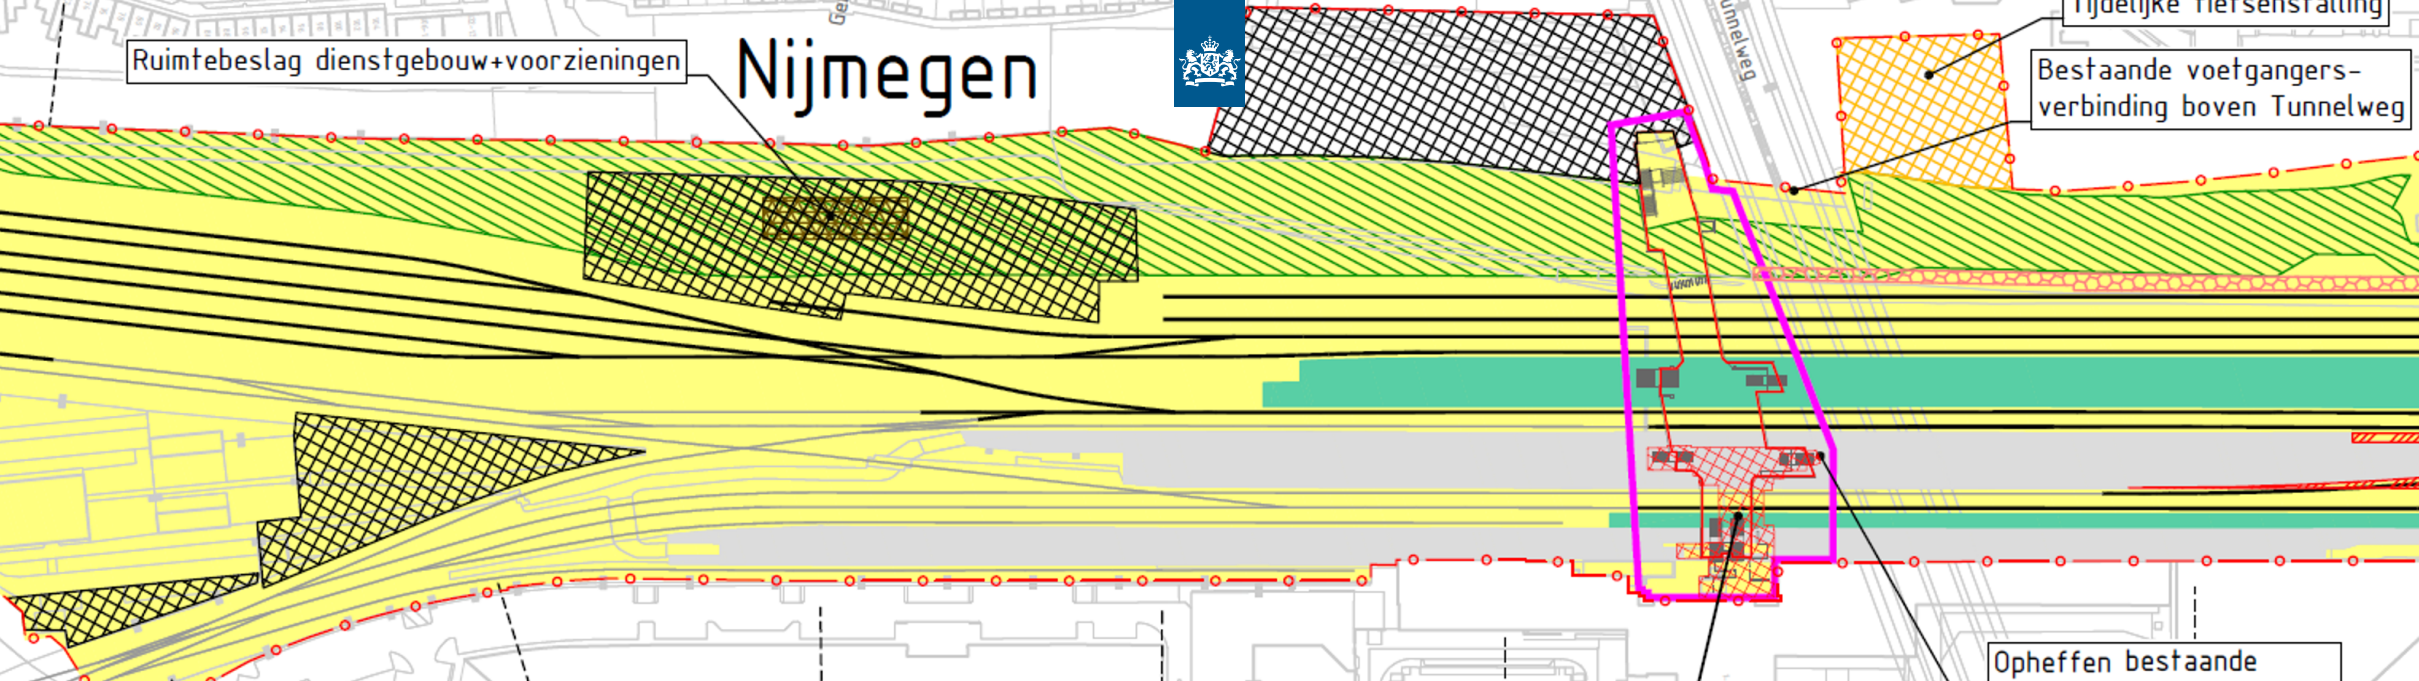 Tijdelijke fietsenstalling
Ruimtebeslag dienstgebouw+voorzieningen
Nijmegen
Tunnelweg
Bestaande voetgangers-
verbinding boven Tunnelweg
Opheffen bestaande